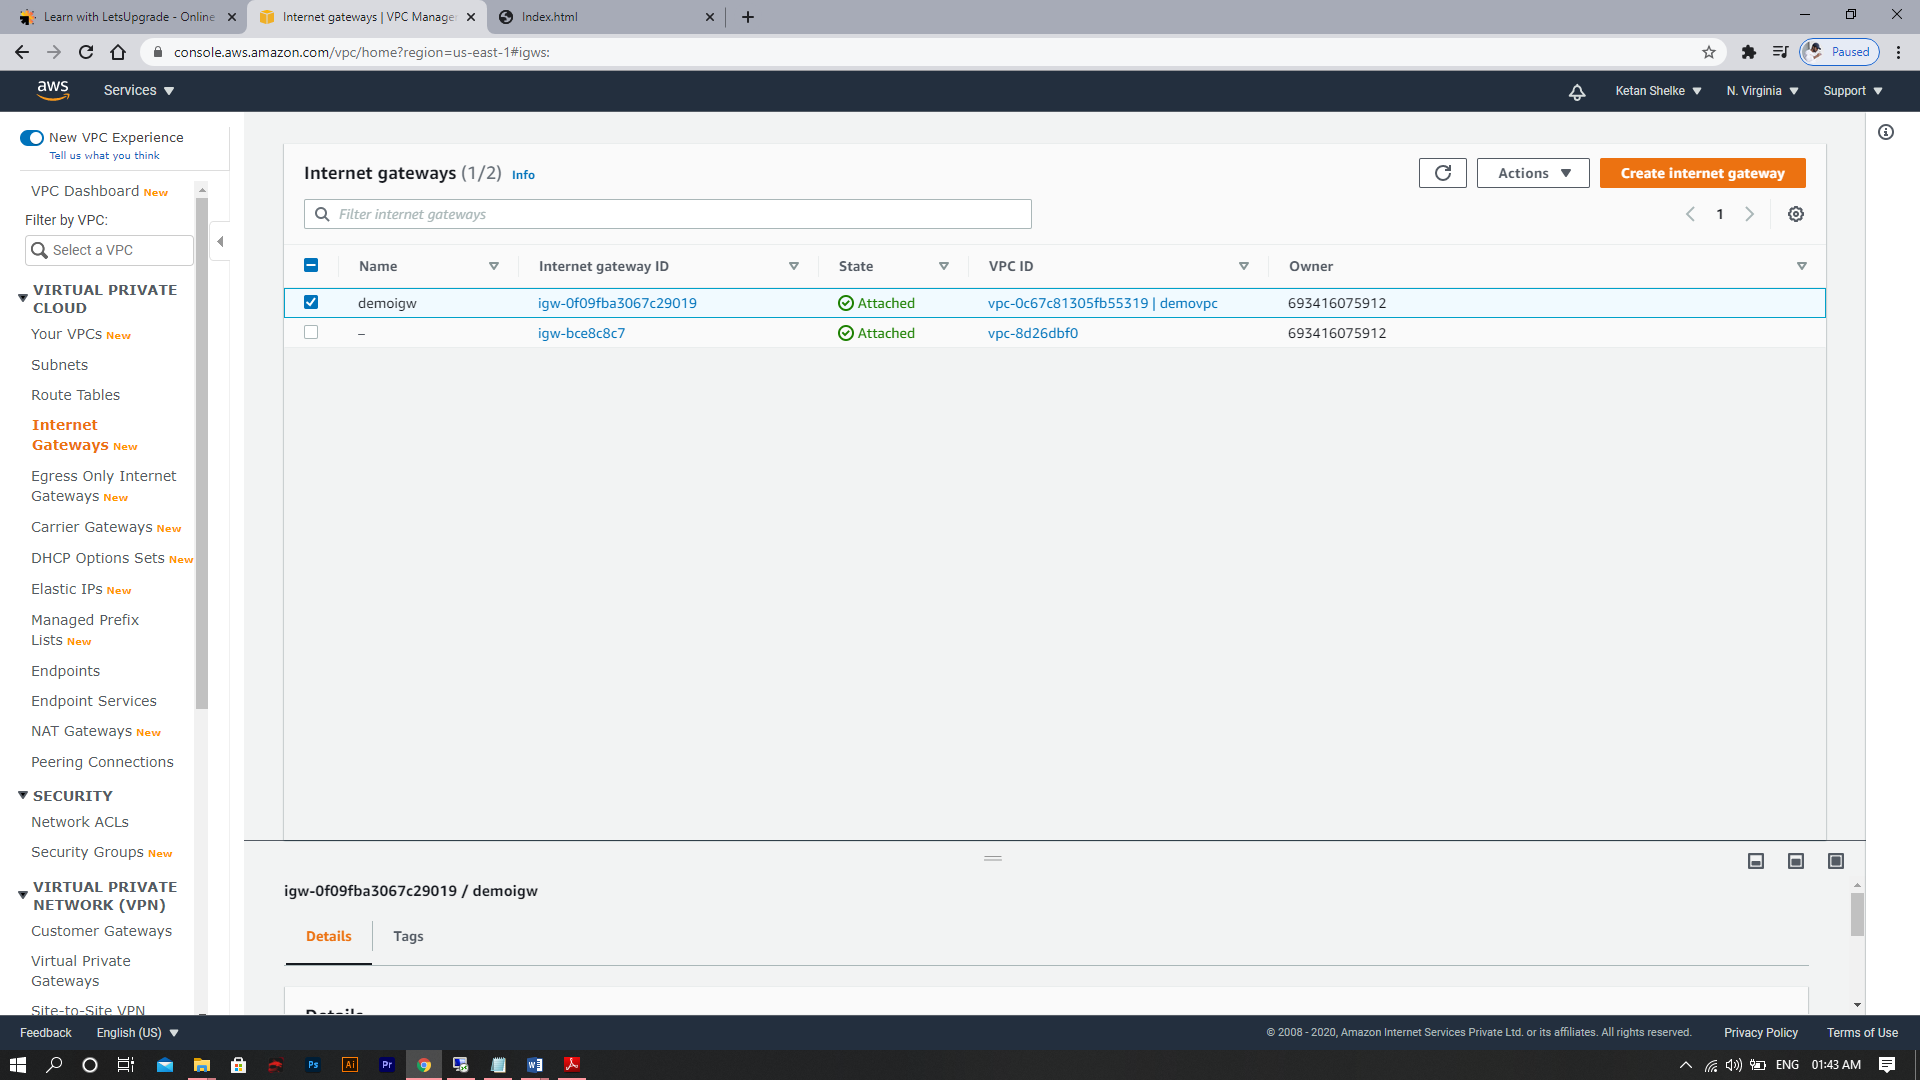 Learn with LetsUpgrade - Online
Internet gateways | VPC Manage
Index.html
console.aws.amazon.com/vpc/home?region=us-east-1#igws:
Paused
aws
Services
Ketan Shelke
N. Virginia
Support
New VPC Experience
Tell us what you think
VPC Dashboard New
Filter by VPC:
Select a VPC
VIRTUAL PRIVATE
CLOUD
Your VPCs New
Subnets
Route Tables
Internet
Gateways New
Egress Only Internet
Gateways New
Carrier Gateways New
DHCP Options Sets New
Elastic IPs New
Managed Prefix
Lists New
Endpoints
Endpoint Services
NAT Gateways New
Peering Connections
SECURITY
Network ACLs
Security Groups New
VIRTUAL PRIVATE
NETWORK (VPN)
Customer Gateways
Virtual Private
Gateways
Site-to-Site VPN
Internet gateways (1/2) Info
Actions
Create internet gateway
Filter internet gateways
1
Name Internet gateway ID State VPC ID Owner
demoigw igw-0f09fba3067c29019 Attached vpc-0c67c81305fb55319 | demovpc 693416075912
– igw-bce8c8c7 Attached vpc-8d26dbf0 693416075912
igw-0f09fba3067c29019 / demoigw
Details
Tags
Details
Feedback
English (US)
© 2008 - 2020, Amazon Internet Services Private Ltd. or its affiliates. All rights reserved.
Privacy Policy
Terms of Use
Ps
Ai
Pr
ENG
01:43 AM